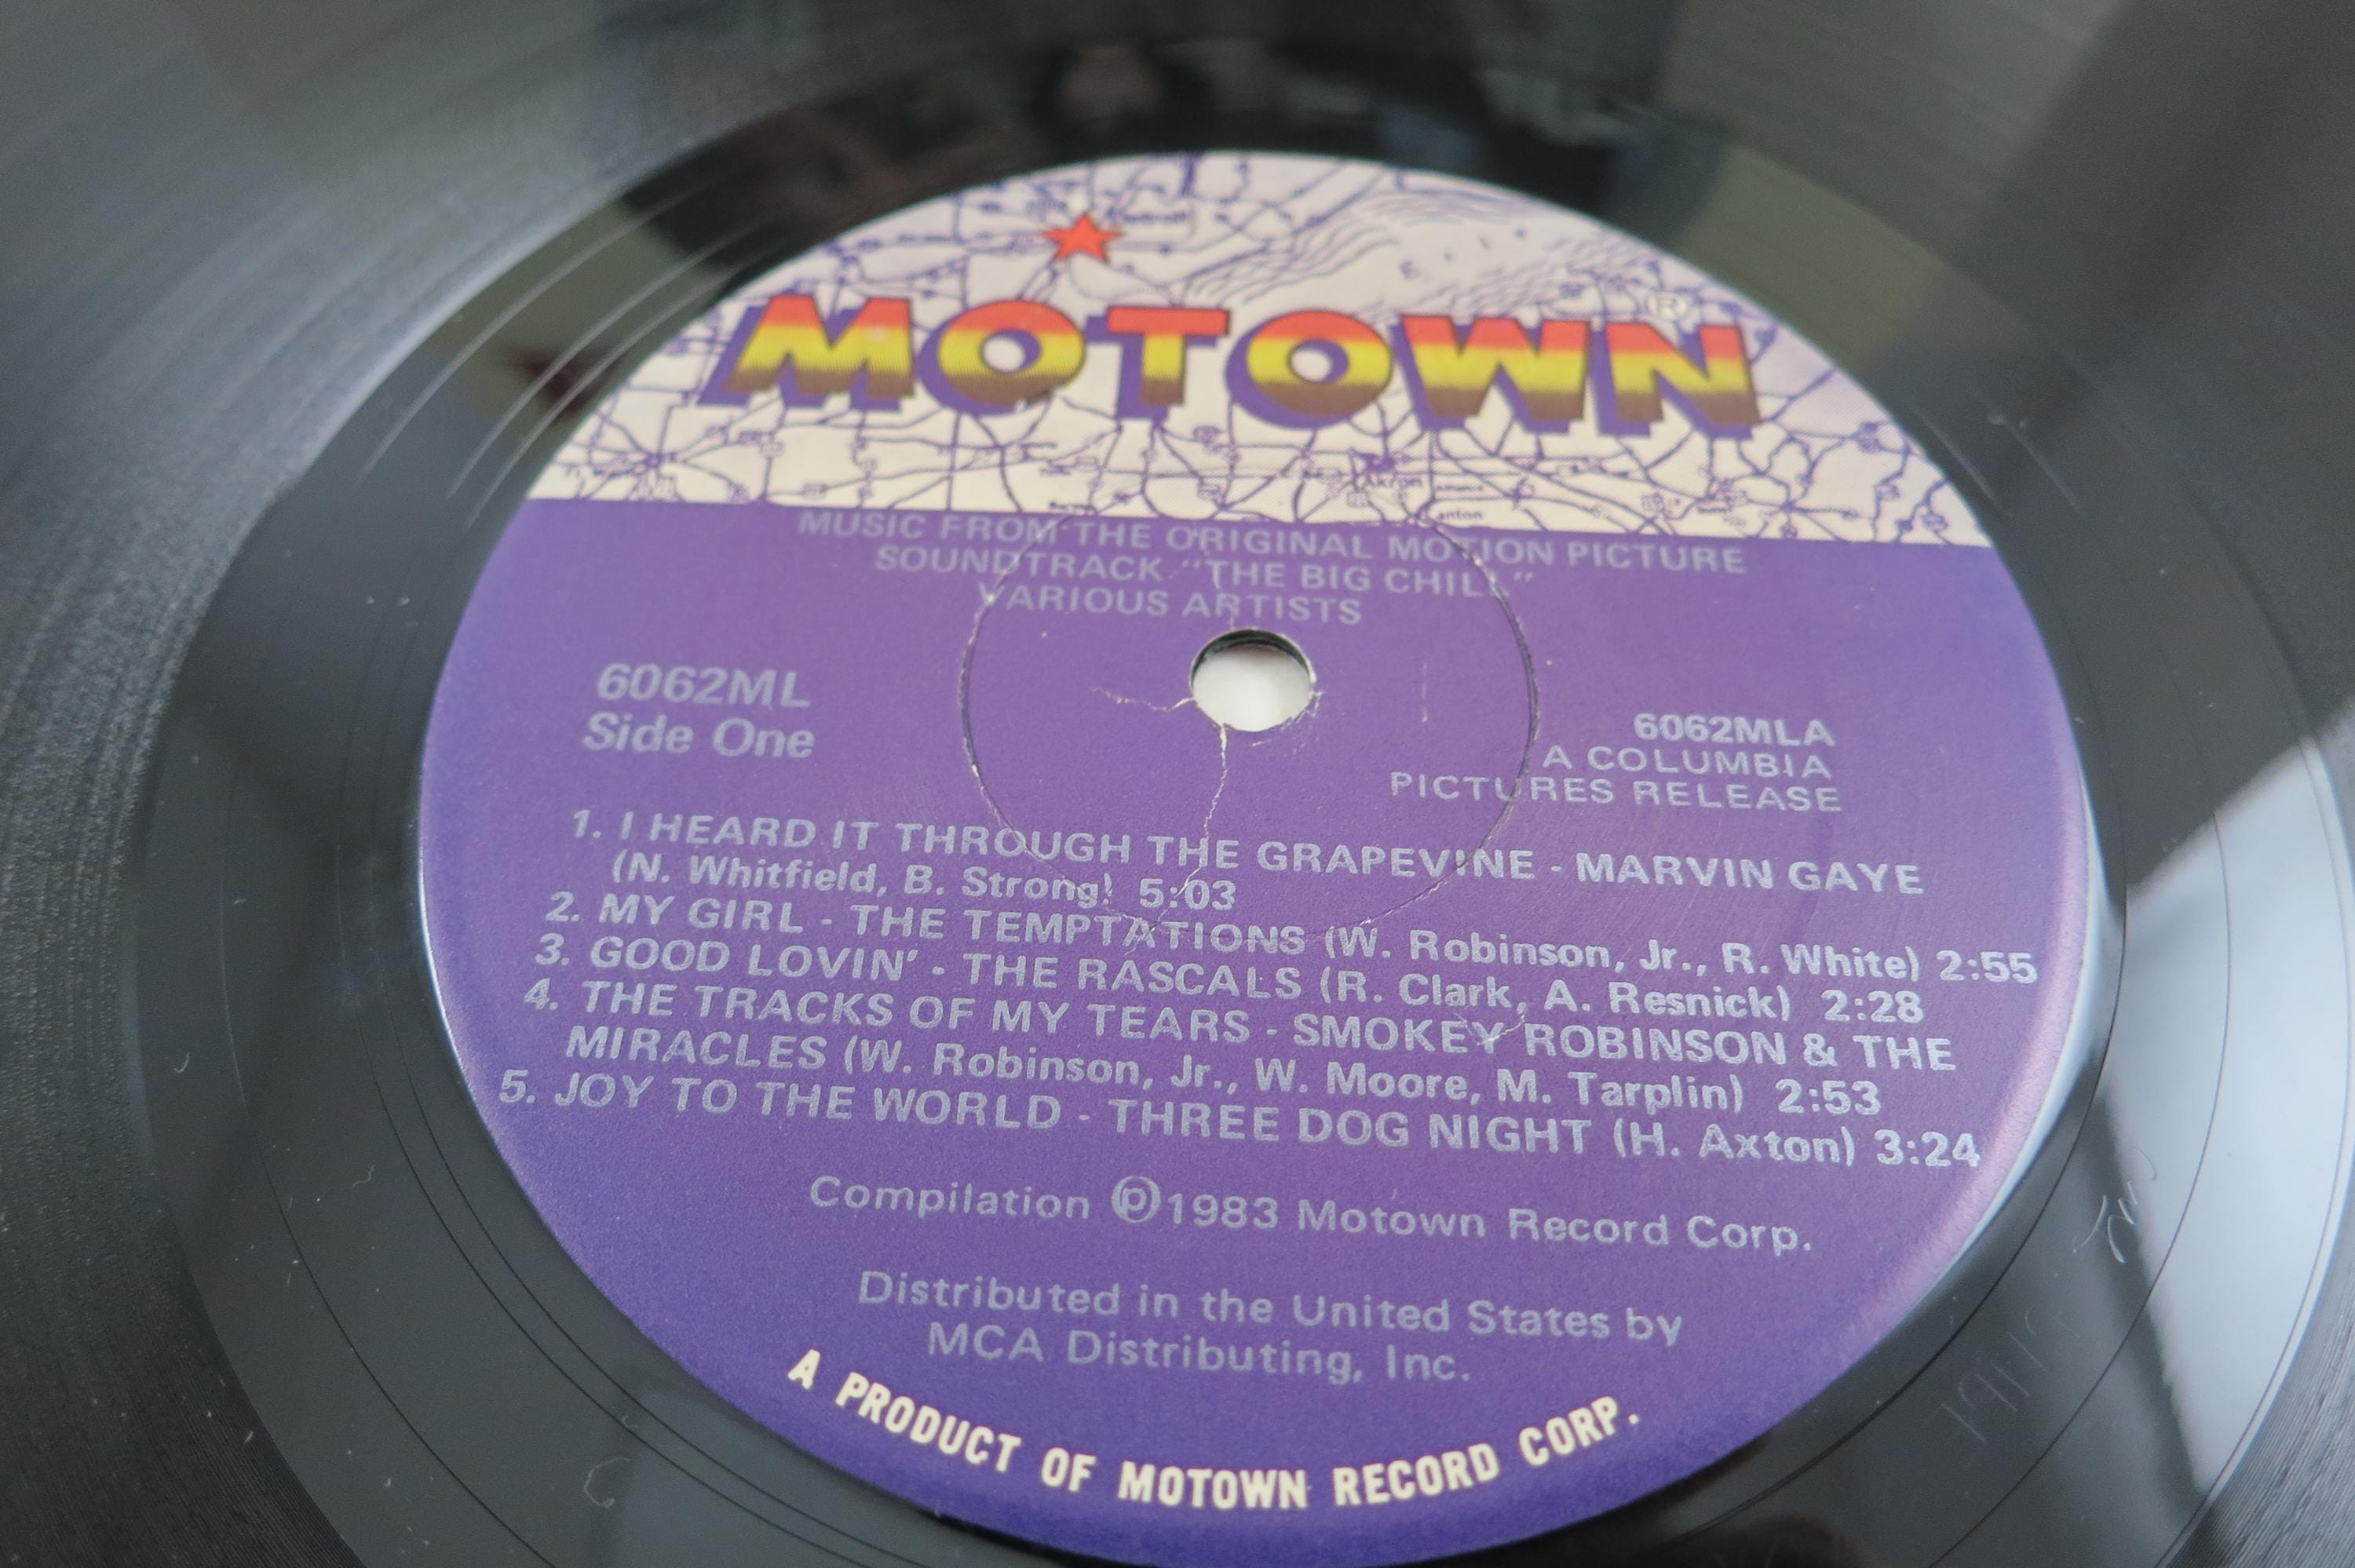 MOTOWN®
Akron
MUSIC FROM THE ORIGINAL MOTION PICTURE
SOUNDTRACK "THE BIG CHILL"
VARIOUS ARTISTS
6062ML
Side One
6062MLA
A COLUMBIA
PICTURES RELEASE
1. I HEARD IT THROUGH THE GRAPEVINE - MARVIN GAYE
(N. Whitfield, B. Strong) 5:03
2. MY GIRL - THE TEMPTATIONS (W. Robinson, Jr., R. White) 2:55
3. GOOD LOVIN' - THE RASCALS (R. Clark, A. Resnick) 2:28
4. THE TRACKS OF MY TEARS - SMOKEY ROBINSON & THE
MIRACLES (W. Robinson, Jr., W. Moore, M. Tarplin) 2:53
5. JOY TO THE WORLD - THREE DOG NIGHT (H. Axton) 3:24
Compilation ℗1983 Motown Record Corp.
Distributed in the United States by
MCA Distributing, Inc.
A PRODUCT OF MOTOWN RECORD CORP.